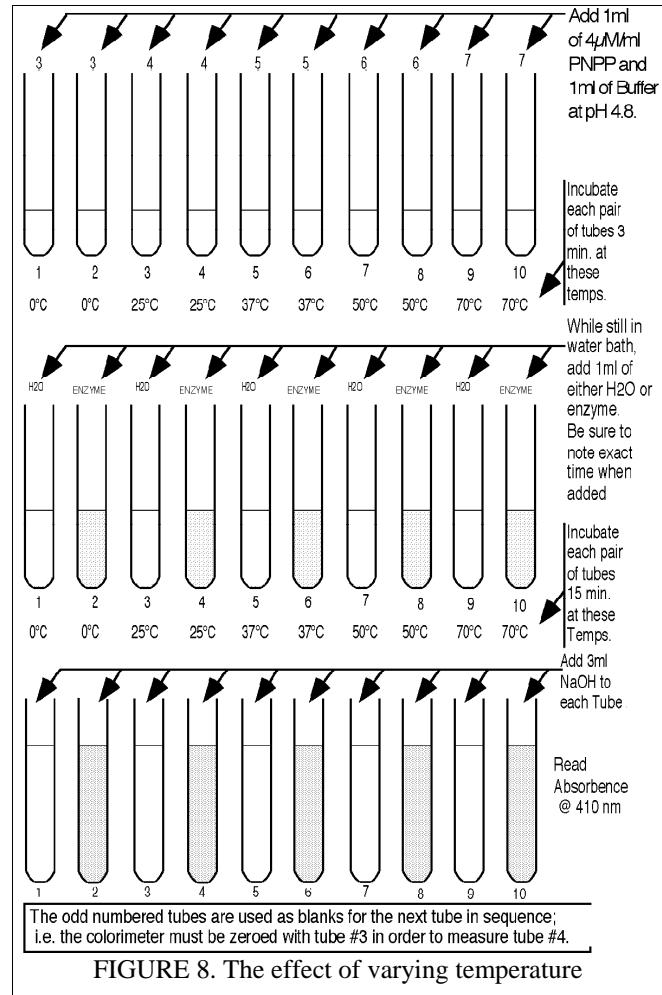 Add 1ml
of 4µM/ml
PNPP and
1ml of Buffer
at pH 4.8.
3 3 4 4 5 5 6 6 7 7
Incubate
each pair
of tubes 3
min. at
these
temps.
1 2 3 4 5 6 7 8 9 10
0°C 0°C 25°C 25°C 37°C 37°C 50°C 50°C 70°C 70°C
While still in
water bath,
add 1ml of
either H2O or
enzyme.
Be sure to
note exact
time when
added
H2O ENZYME H2O ENZYME H2O ENZYME H2O ENZYME H2O ENZYME
Incubate
each pair
of tubes
15 min.
at these
Temps.
1 2 3 4 5 6 7 8 9 10
0°C 0°C 25°C 25°C 37°C 37°C 50°C 50°C 70°C 70°C
Add 3ml
NaOH to
each Tube
Read
Absorbence
@ 410 nm
1 2 3 4 5 6 7 8 9 10
The odd numbered tubes are used as blanks for the next tube in sequence;
i.e. the colorimeter must be zeroed with tube #3 in order to measure tube #4.
FIGURE 8. The effect of varying temperature